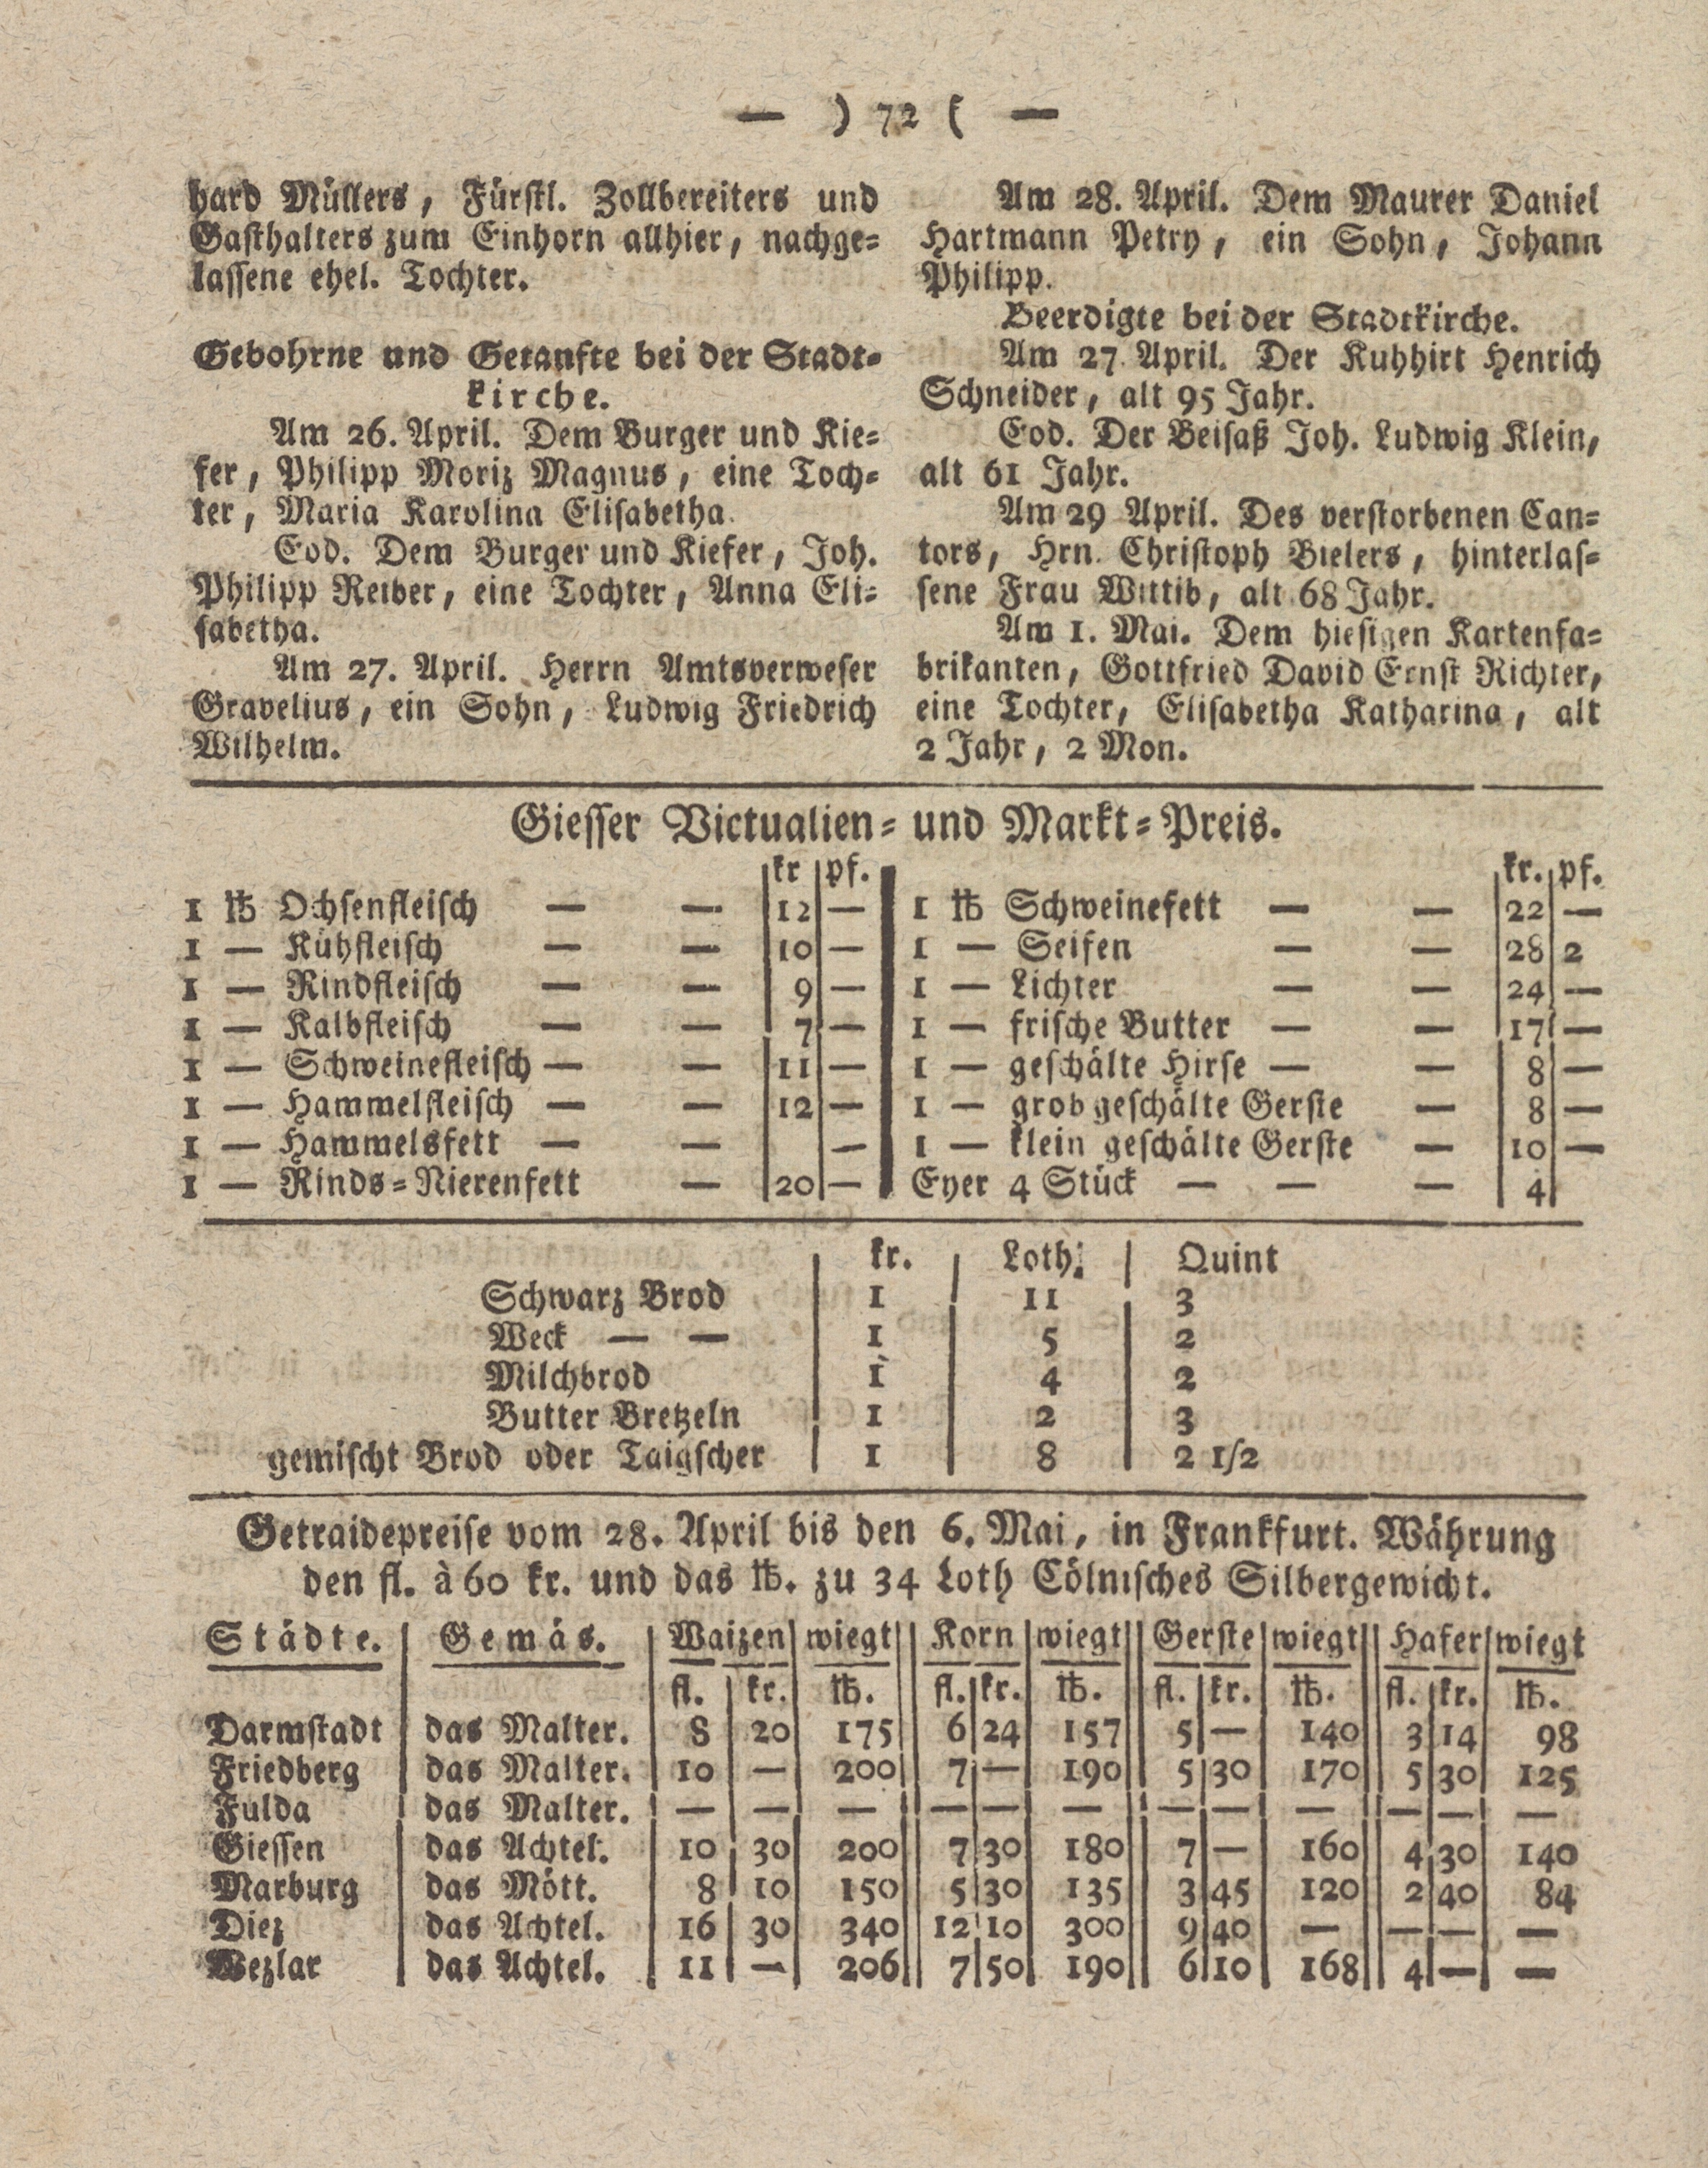 — ) 72 ( —
hard Müllers, Fürstl. Zollbereiters und
Gasthalters zum Einhorn allhier, nachge-
lassene ehel. Tochter.
Gebohrne und Getaufte bei der Stadt-
kirche.
Am 26. April. Dem Burger und Kie-
fer, Philipp Moriz Magnus, eine Toch-
ter, Maria Karolina Elisabetha.
Eod. Dem Burger und Kiefer, Joh.
Philipp Reiber, eine Tochter, Anna Eli-
sabetha.
Am 27. April. Herrn Amtsverweser
Gravelius, ein Sohn, Ludwig Friedrich
Wilhelm.
Am 28. April. Dem Maurer Daniel
Hartmann Petry, ein Sohn, Johann
Philipp.
Beerdigte bei der Stadtkirche.
Am 27. April. Der Kuhhirt Henrich
Schneider, alt 95 Jahr.
Eod. Der Beisaß Joh. Ludwig Klein,
alt 61 Jahr.
Am 29 April. Des verstorbenen Can-
tors, Hrn. Christoph Bielers, hinterlas-
sene Frau Wittib, alt 68 Jahr.
Am 1. Mai. Dem hiesigen Kartenfa-
brikanten, Gottfried David Ernst Richter,
eine Tochter, Elisabetha Katharina, alt
2 Jahr, 2 Mon.
Giesser Victualien- und Markt-Preis.
kr pf.
1 ℔ Ochsenfleisch — — 12 —
1 — Kühfleisch — — 10 —
1 — Rindfleisch — — 9 —
1 — Kalbfleisch — — 7 —
1 — Schweinefleisch — — 11 —
1 — Hammelfleisch — — 12 —
1 — Hammelsfett — — —
1 — Rinds-Nierenfett — 20 —
kr. pf.
1 ℔ Schweinefett — — 22 —
1 — Seifen — — 28 2
1 — Lichter — — 24 —
1 — frische Butter — — 17 —
1 — geschälte Hirse — — 8 —
1 — grob geschälte Gerste — 8 —
1 — klein geschälte Gerste — 10 —
Eyer 4 Stück — — — 4
kr. Loth. Quint
Schwarz Brod 1 11 3
Weck — — 1 5 2
Milchbrod 1 4 2
Butter Bretzeln 1 2 3
gemischt Brod oder Taigscher 1 8 2 1/2
Getraidepreise vom 28. April bis den 6. Mai, in Frankfurt. Währung
den fl. à 60 kr. und das ℔. zu 34 Loth Cölnisches Silbergewicht.
Städte. Gemäs. Waizen wiegt Korn wiegt Gerste wiegt Hafer wiegt
fl. kr. ℔. fl. kr. ℔. fl. kr. ℔. fl. kr. ℔.
Darmstadt das Malter. 8 20 175 6 24 157 5 — 140 3 14 98
Friedberg das Malter. 10 — 200 7 — 190 5 30 170 5 30 125
Fulda das Malter. — — — — — — — — — — — —
Giessen das Achtel. 10 30 200 7 30 180 7 — 160 4 30 140
Marburg das Mött. 8 10 150 5 30 135 3 45 120 2 40 84
Diez das Achtel. 16 30 340 12 10 300 9 40 — — — —
Wezlar das Achtel. 11 — 206 7 50 190 6 10 168 4 — —